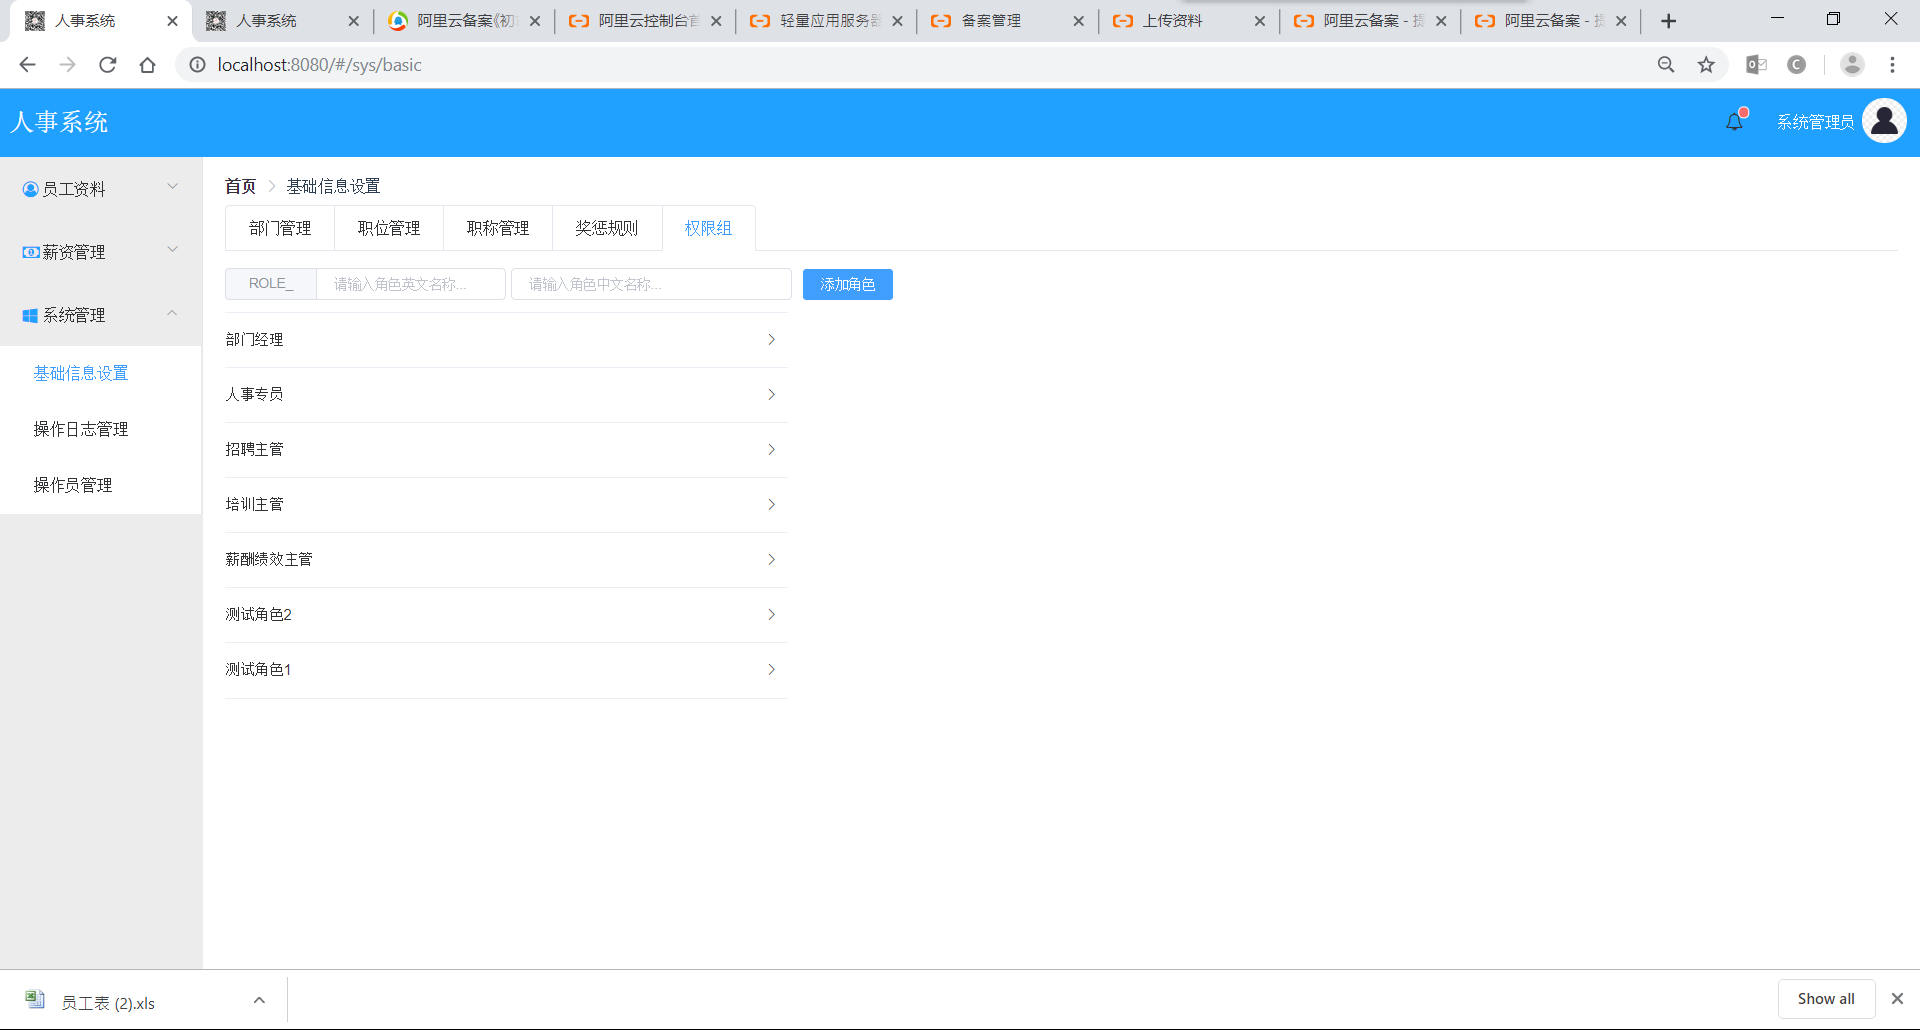 人事系统
人事系统
阿里云备案《初
阿里云控制台首
轻量应用服务器
备案管理
上传资料
阿里云备案 - 提
阿里云备案 - 提
localhost:8080/#/sys/basic
人事系统
系统管理员
员工资料
薪资管理
系统管理
基础信息设置
操作日志管理
操作员管理
首页 > 基础信息设置
部门管理
职位管理
职称管理
奖惩规则
权限组
ROLE_
请输入角色英文名称...
请输入角色中文名称...
添加角色
部门经理
人事专员
招聘主管
培训主管
薪酬绩效主管
测试角色2
测试角色1
员工表 (2).xls
Show all